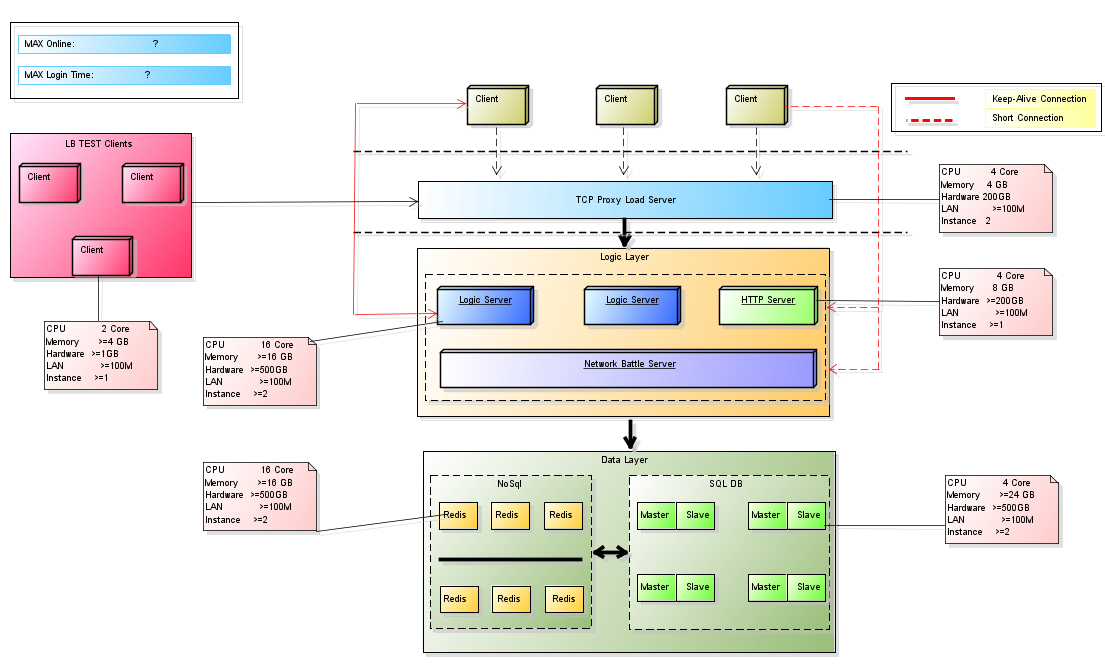 MAX Online: ?
MAX Login Time: ?
Client
Client
Client
Keep-Alive Connection
Short Connection
LB TEST Clients
Client
Client
Client
TCP Proxy Load Server
CPU 4 Core
Memory 4 GB
Hardware 200GB
LAN >=100M
Instance 2
Logic Layer
Logic Server
Logic Server
HTTP Server
Network Battle Server
CPU 4 Core
Memory 8 GB
Hardware >=200GB
LAN >=100M
Instance >=1
CPU 2 Core
Memory >=4 GB
Hardware >=1GB
LAN >=100M
Instance >=1
CPU 16 Core
Memory >=16 GB
Hardware >=500GB
LAN >=100M
Instance >=2
Data Layer
NoSql
SQL DB
Redis
Redis
Redis
Master Slave
Master Slave
Redis
Redis
Redis
Master Slave
Master Slave
CPU 16 Core
Memory >=16 GB
Hardware >=500GB
LAN >=100M
Instance >=2
CPU 4 Core
Memory >=24 GB
Hardware >=500GB
LAN >=100M
Instance >=2